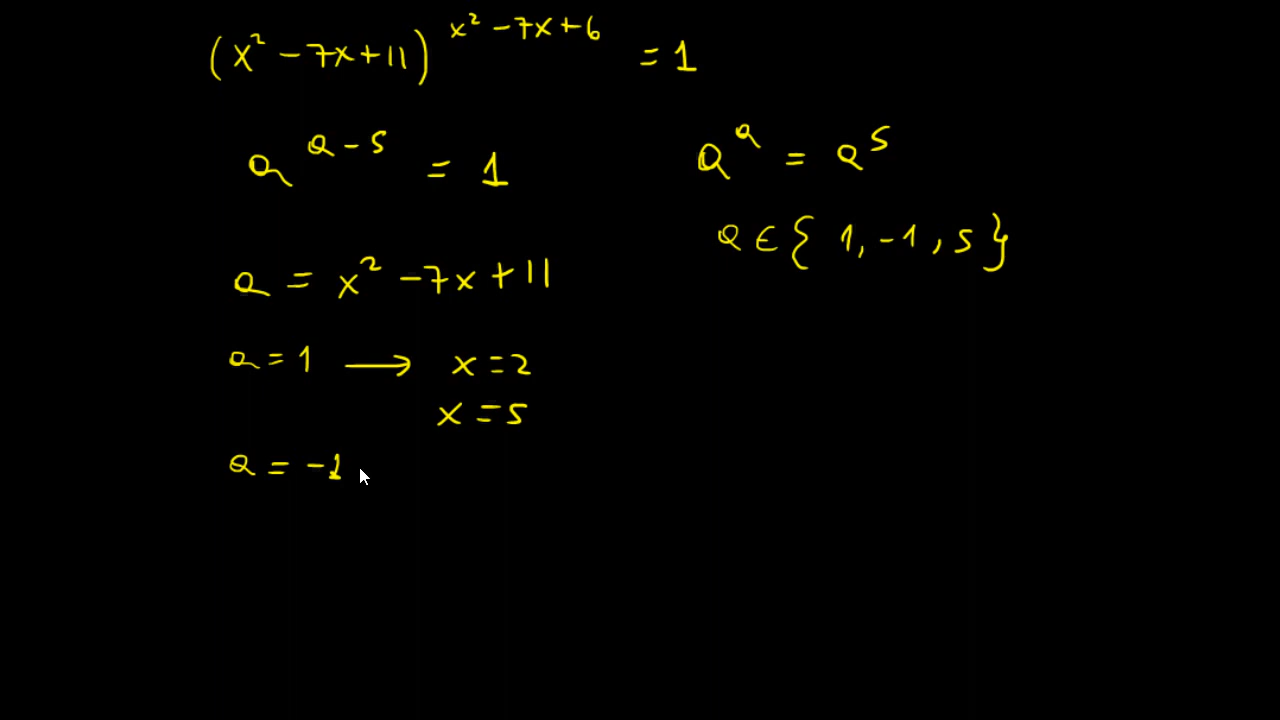 (x² - 7x + 11)^(x² - 7x + 6) = 1
a^(a - 5) = 1
a^a = a^5
a ∈ { 1, -1, 5 }
a = x² - 7x + 11
a = 1 → x = 2
x = 5
a = -1